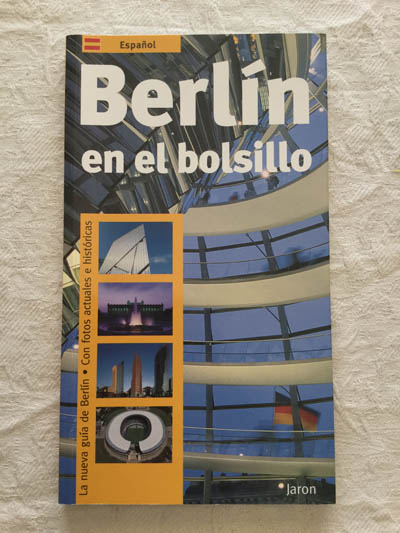 Español
Berlín
en el bolsillo
La nueva guía de Berlín • Con fotos actuales e históricas
Jaron